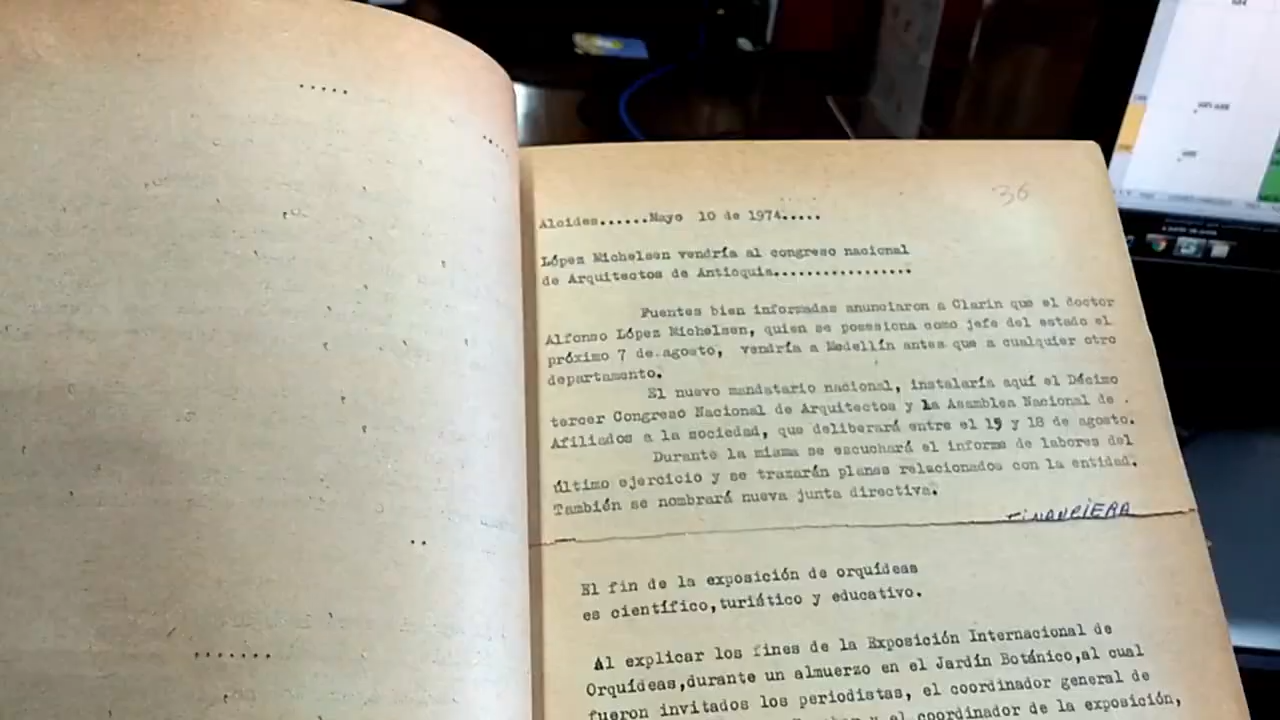 36
Alcides......Mayo 10 de 1974.....
López Michelsen vendría al congreso nacional
de Arquitectos de Antioquia.................
Fuentes bien informadas anunciaron a Clarín que el doctor
Alfonso López Michelsen, quien se posesiona como jefe del estado el
próximo 7 de agosto, vendría a Medellín antes que a cualquier otro
departamento.
El nuevo mandatario nacional, instalaría aquí el Décimo
tercer Congreso Nacional de Arquitectos y la Asamblea Nacional de .
Afiliados a la sociedad, que deliberará entre el 15 y 18 de agosto.
Durante la misma se escuchará el informe de labores del
último ejercicio y se trazarán planes relacionados con la entidad.
También se nombrará nueva junta directiva.
FINANCIERA
El fin de la exposición de orquídeas
es científico,turiático y educativo.
Al explicar los fines de la Exposición Internacional de
Orquídeas,durante un almuerzo en el Jardín Botánico,al cual
fueron invitados los periodistas, el coordinador general de
y el coordinador de la exposición,